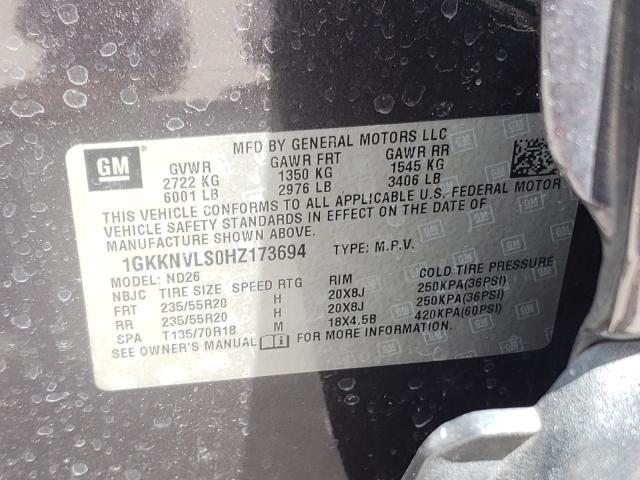 GM
MFD BY GENERAL MOTORS LLC
GVWR GAWR FRT GAWR RR
2722 KG 1350 KG 1545 KG
6001 LB 2976 LB 3406 LB
THIS VEHICLE CONFORMS TO ALL APPLICABLE U.S. FEDERAL MOTOR
VEHICLE SAFETY STANDARDS IN EFFECT ON THE DATE OF
MANUFACTURE SHOWN ABOVE.
1GKKNVLS0HZ173694 TYPE: M.P.V.
MODEL: ND26
NBJC TIRE SIZE SPEED RTG RIM COLD TIRE PRESSURE
FRT 235/55R20 H 20X8J 250KPA(36PSI)
RR 235/55R20 H 20X8J 250KPA(36PSI)
SPA T135/70R18 M 18X4.5B 420KPA(60PSI)
SEE OWNER'S MANUAL FOR MORE INFORMATION.